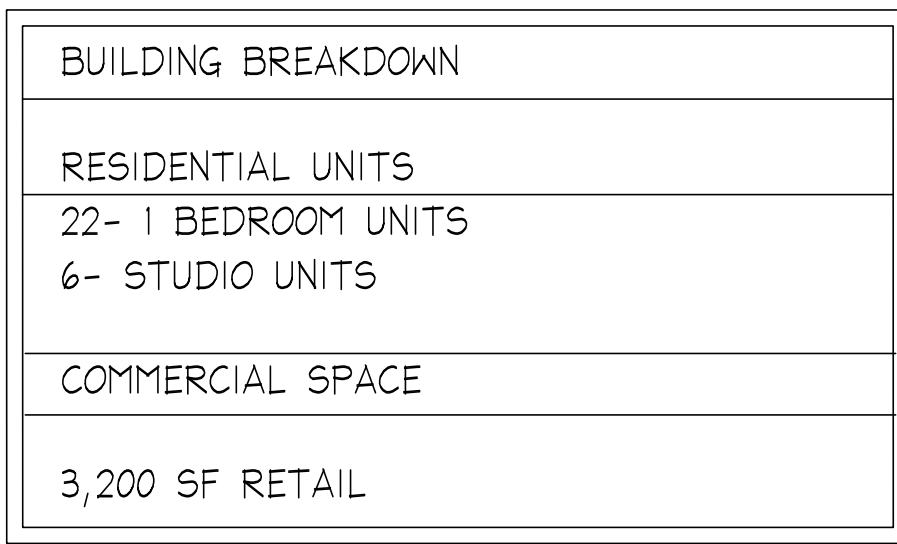 BUILDING BREAKDOWN
RESIDENTIAL UNITS
22- 1 BEDROOM UNITS
6- STUDIO UNITS
COMMERCIAL SPACE
3,200 SF RETAIL